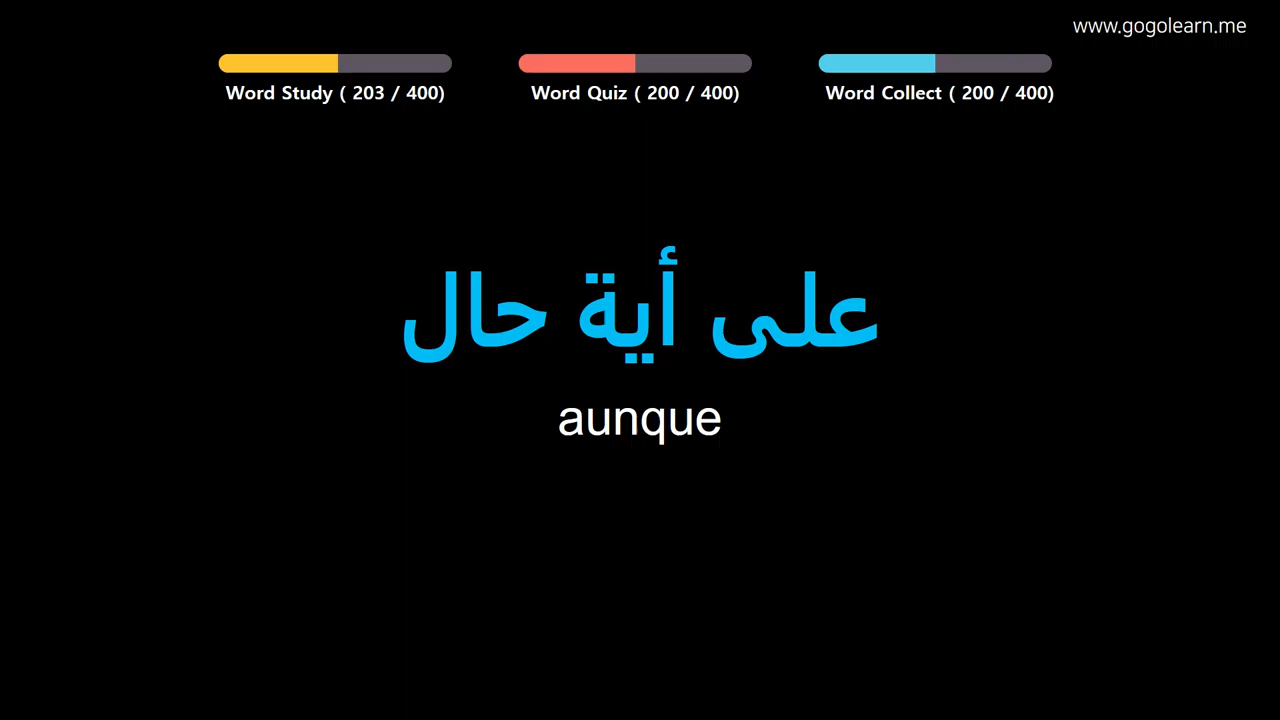 www.gogolearn.me
Word Study ( 203 / 400)
Word Quiz ( 200 / 400)
Word Collect ( 200 / 400)
على أية حال
aunque